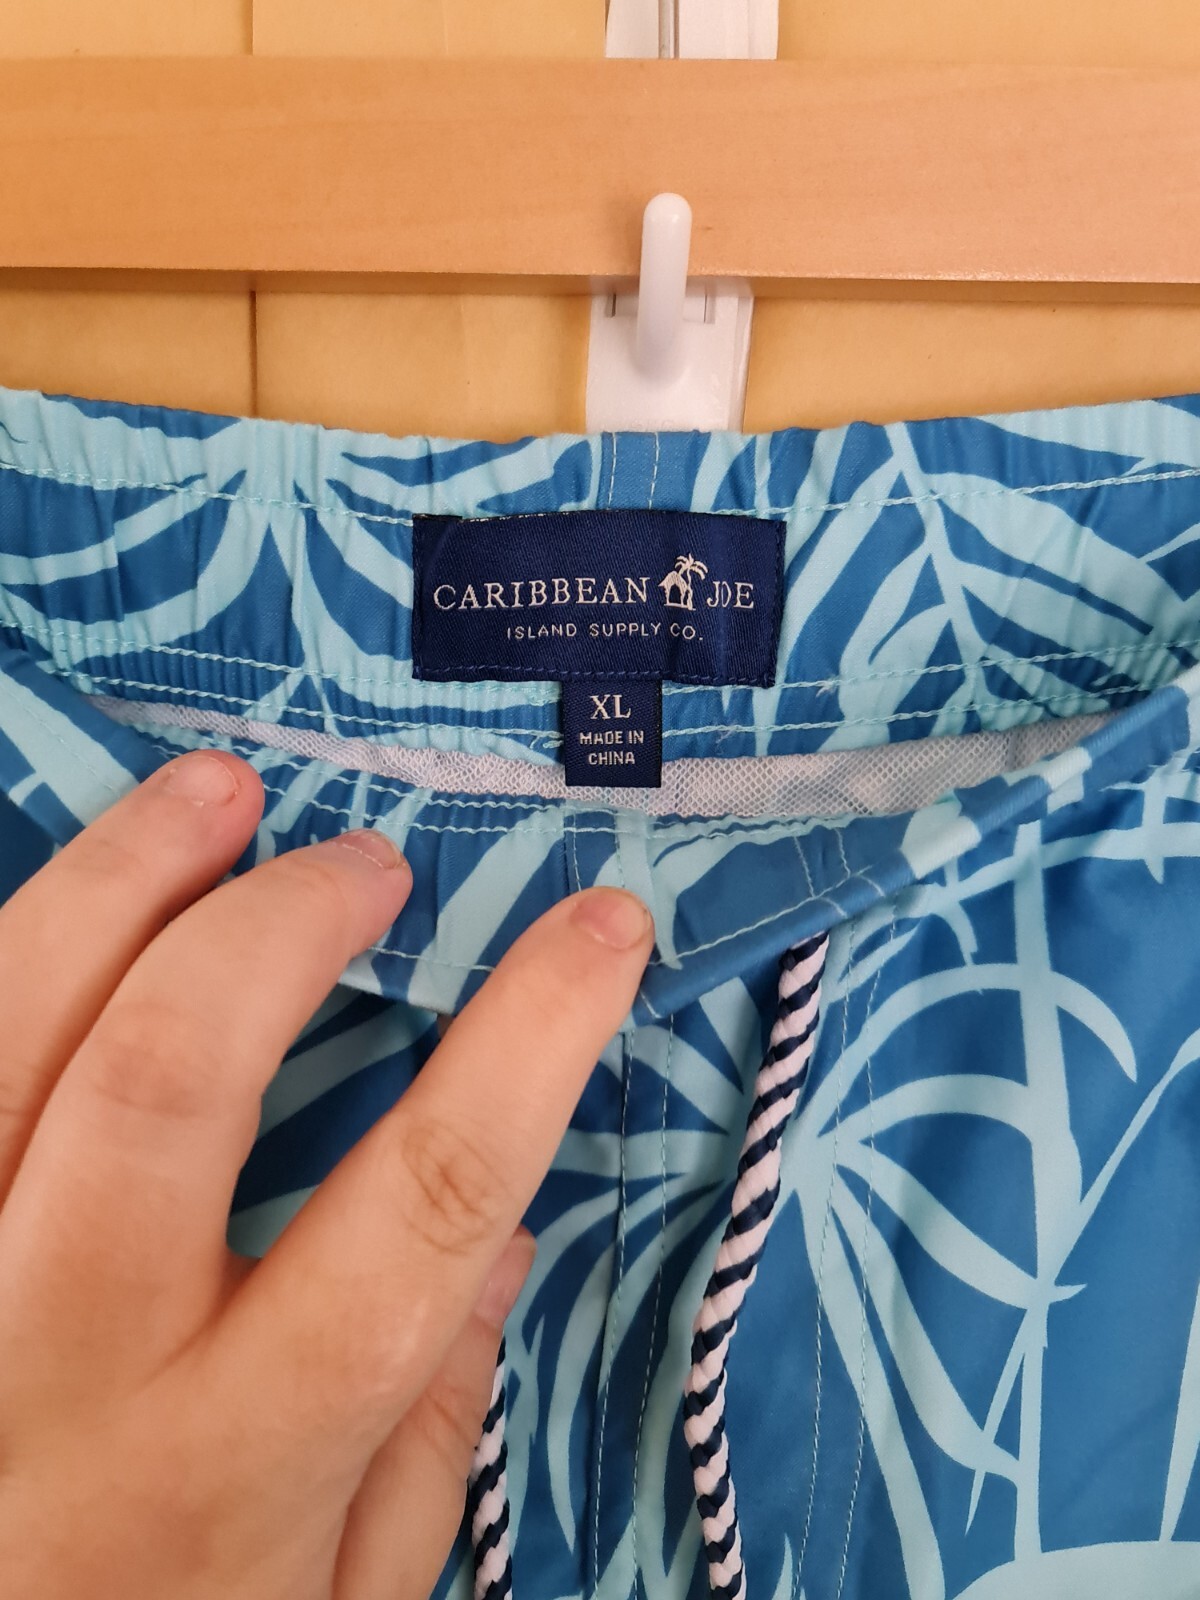 CARIBBEAN JOE
ISLAND SUPPLY CO.
XL
MADE IN
CHINA